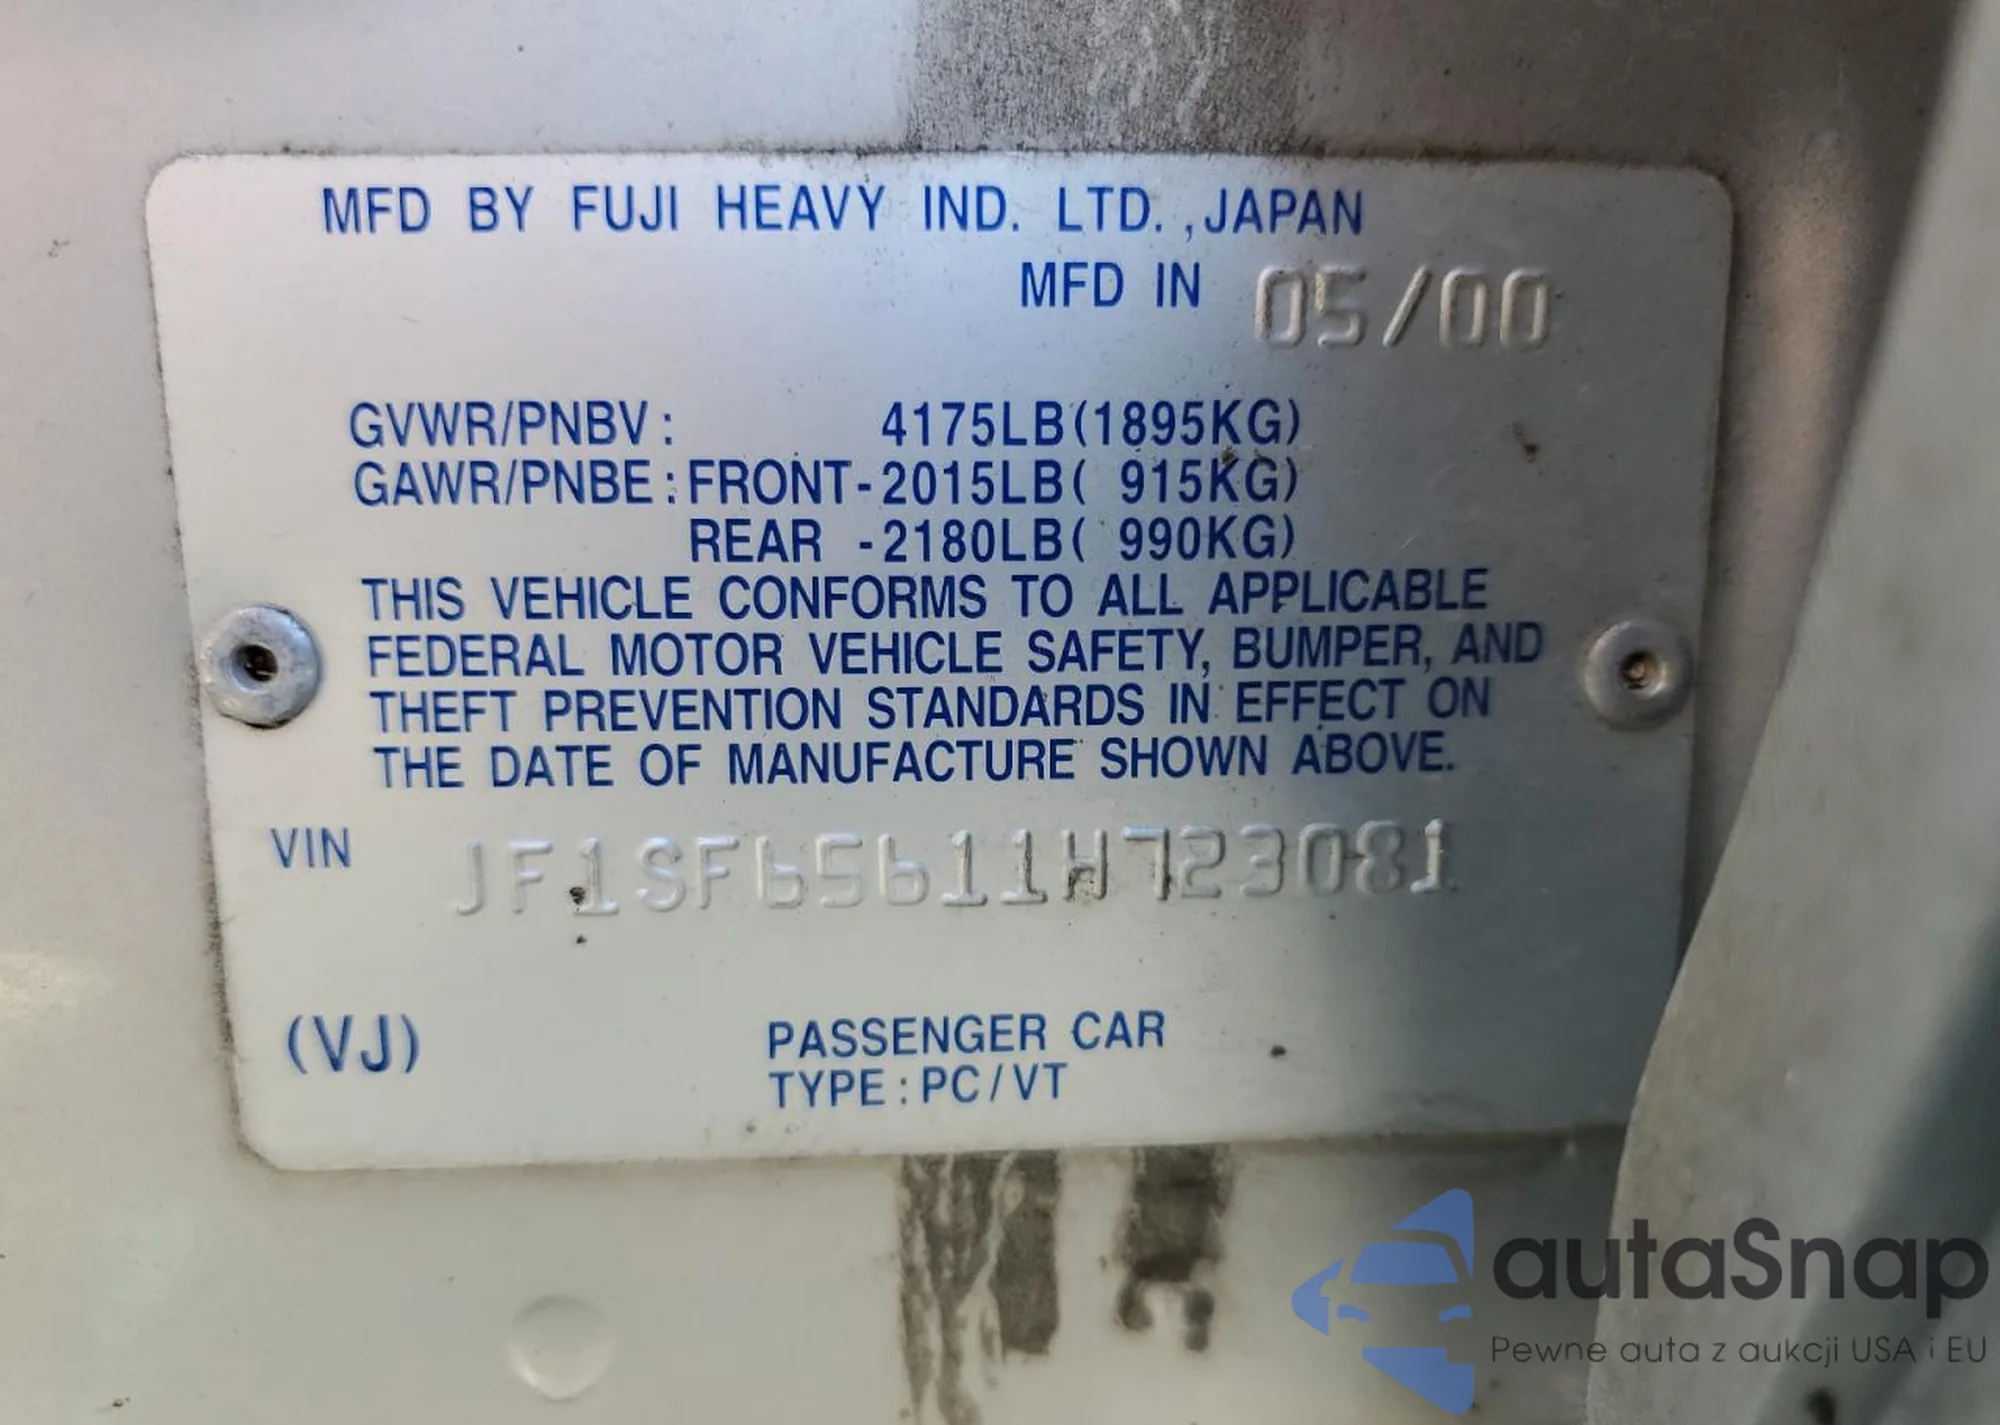 MFD BY FUJI HEAVY IND. LTD.,JAPAN
MFD IN 05/00
GVWR/PNBV: 4175LB(1895KG)
GAWR/PNBE:FRONT-2015LB( 915KG)
REAR -2180LB( 990KG)
THIS VEHICLE CONFORMS TO ALL APPLICABLE
FEDERAL MOTOR VEHICLE SAFETY, BUMPER, AND
THEFT PREVENTION STANDARDS IN EFFECT ON
THE DATE OF MANUFACTURE SHOWN ABOVE.
VIN JF1SF65611H723081
(VJ) PASSENGER CAR
TYPE:PC/VT
autaSnap
Pewne auta z aukcji USA i EU